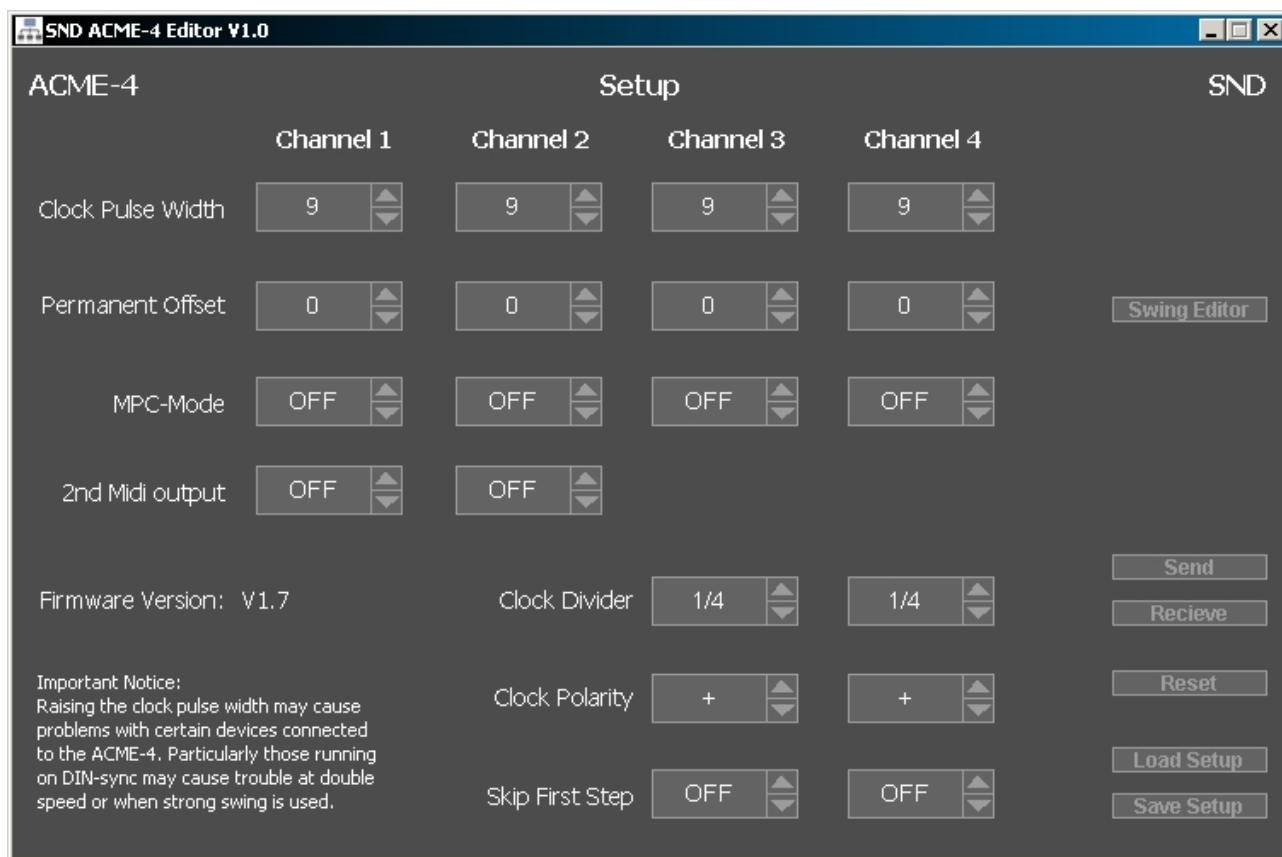 SND ACME-4 Editor V1.0
ACME-4 Setup SND
Channel 1 Channel 2 Channel 3 Channel 4
Clock Pulse Width 9 9 9 9
Permanent Offset 0 0 0 0 Swing Editor
MPC-Mode OFF OFF OFF OFF
2nd Midi output OFF OFF
Send
Firmware Version: V1.7 Clock Divider 1/4 1/4
Recieve
Important Notice:
Raising the clock pulse width may cause
problems with certain devices connected
to the ACME-4. Particularly those running
on DIN-sync may cause trouble at double
speed or when strong swing is used.
Clock Polarity + + Reset
Load Setup
Skip First Step OFF OFF
Save Setup